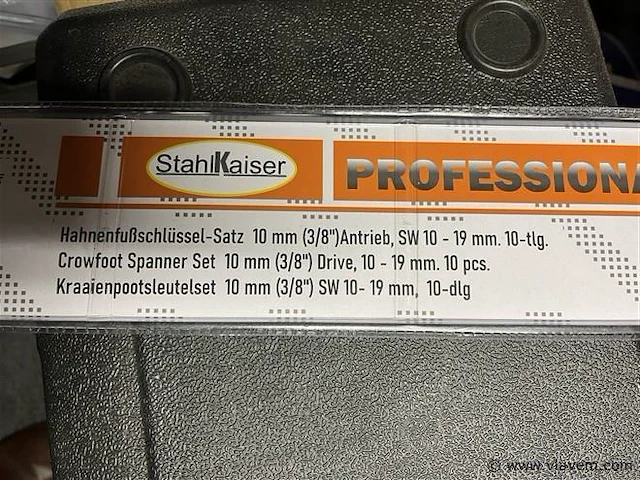 StahlKaiser
PROFESSIONA
Hahnenfußschlüssel-Satz 10 mm (3/8")Antrieb, SW 10 - 19 mm. 10-tlg.
Crowfoot Spanner Set 10 mm (3/8") Drive, 10 - 19 mm. 10 pcs.
Kraaienpootsleutelset 10 mm (3/8") SW 10- 19 mm, 10-dlg
© www.vlavem.com